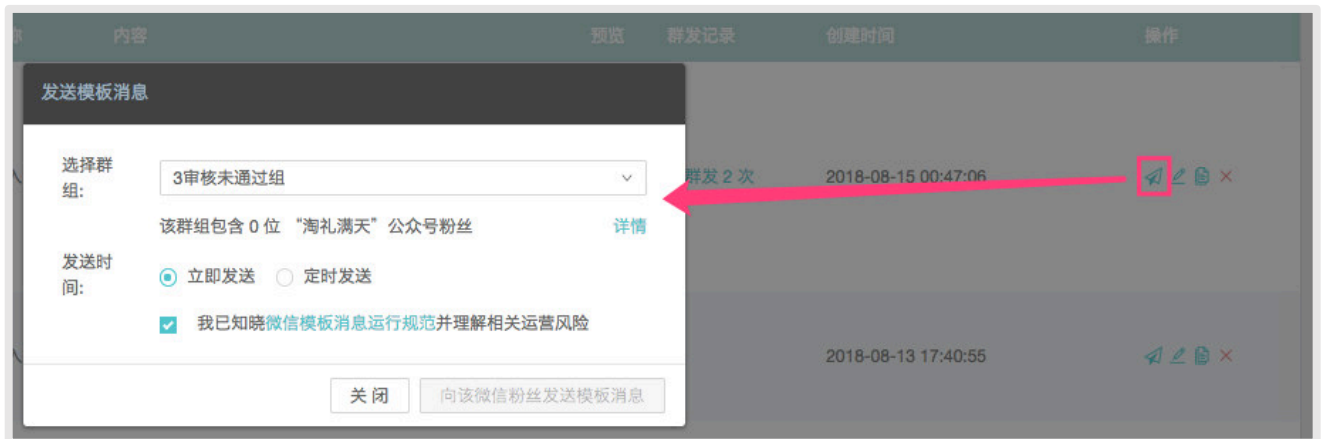 内容 预览 群发记录 创建时间 操作
发送模板消息
选择群
组:
3审核未通过组
群发 2 次 2018-08-15 00:47:06
该群组包含 0 位 “淘礼满天”公众号粉丝 详情
发送时
间:
立即发送 定时发送
我已知晓微信模板消息运行规范并理解相关运营风险
2018-08-13 17:40:55
关 闭 向该微信粉丝发送模板消息